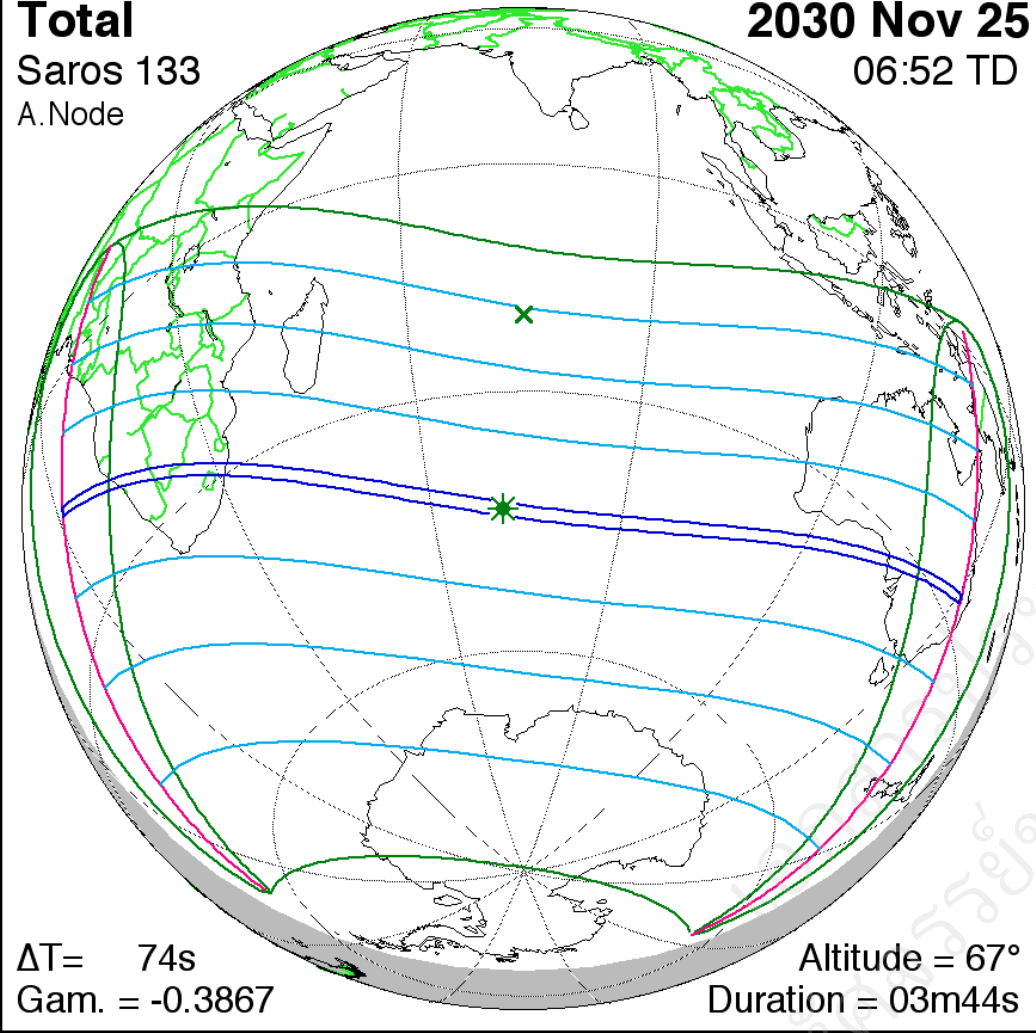 Total
2030 Nov 25
Saros 133
06:52 TD
A.Node
ΔT= 74s
Altitude = 67°
Gam. = -0.3867
Duration = 03m44s